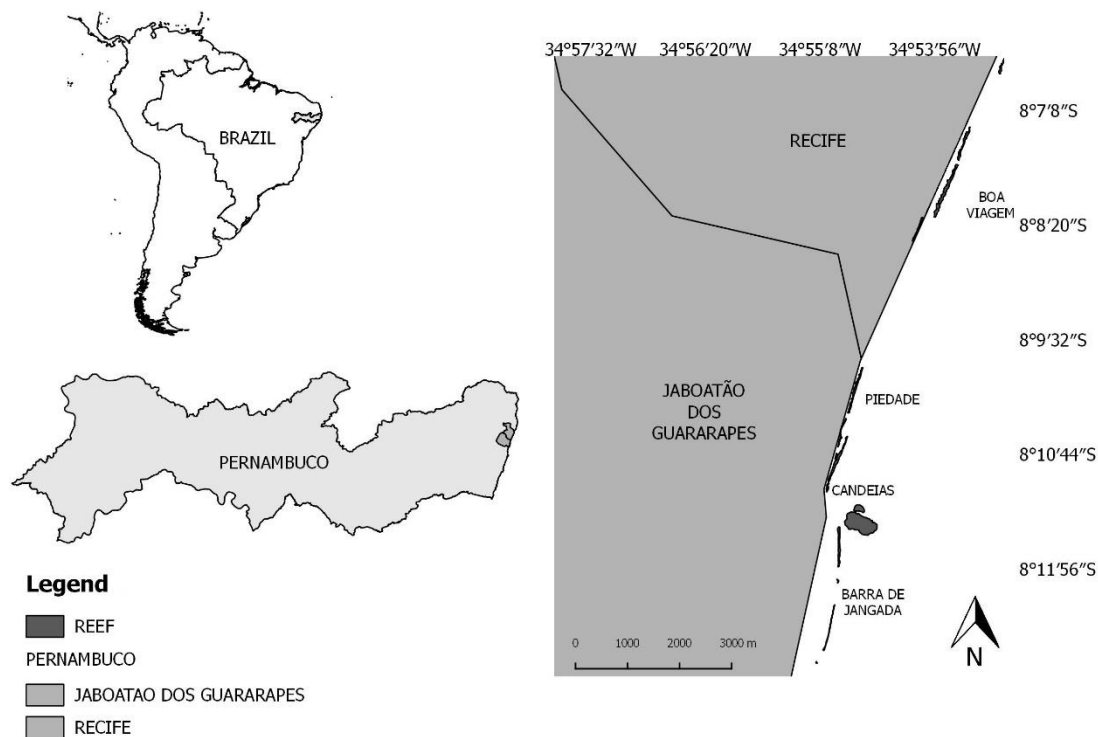 BRAZIL
PERNAMBUCO
Legend
REEF
PERNAMBUCO
JABOATAO DOS GUARARAPES
RECIFE
34°57'32"W 34°56'20"W 34°55'8"W 34°53'56"W
8°7'8"S
RECIFE
BOA
VIAGEM
8°8'20"S
8°9'32"S
JABOATÃO
DOS
GUARARAPES
PIEDADE
8°10'44"S
CANDEIAS
8°11'56"S
BARRA DE
JANGADA
0 1000 2000 3000 m
N